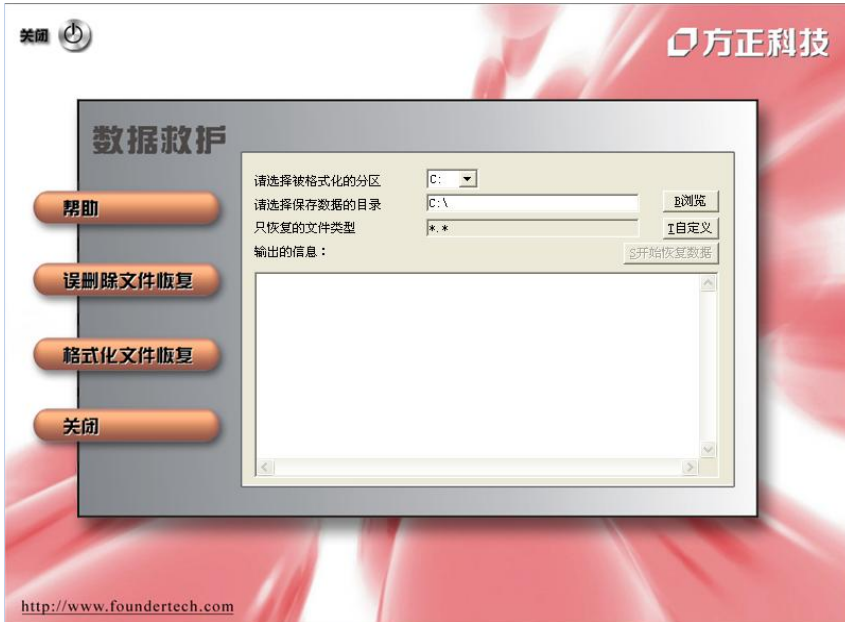 关闭
方正科技
数据救护
帮助
误删除文件恢复
格式化文件恢复
关闭
请选择被格式化的分区 C:
请选择保存数据的目录 C:\ B浏览
只恢复的文件类型 *.* T自定义
输出的信息： S开始恢复数据
http://www.foundertech.com